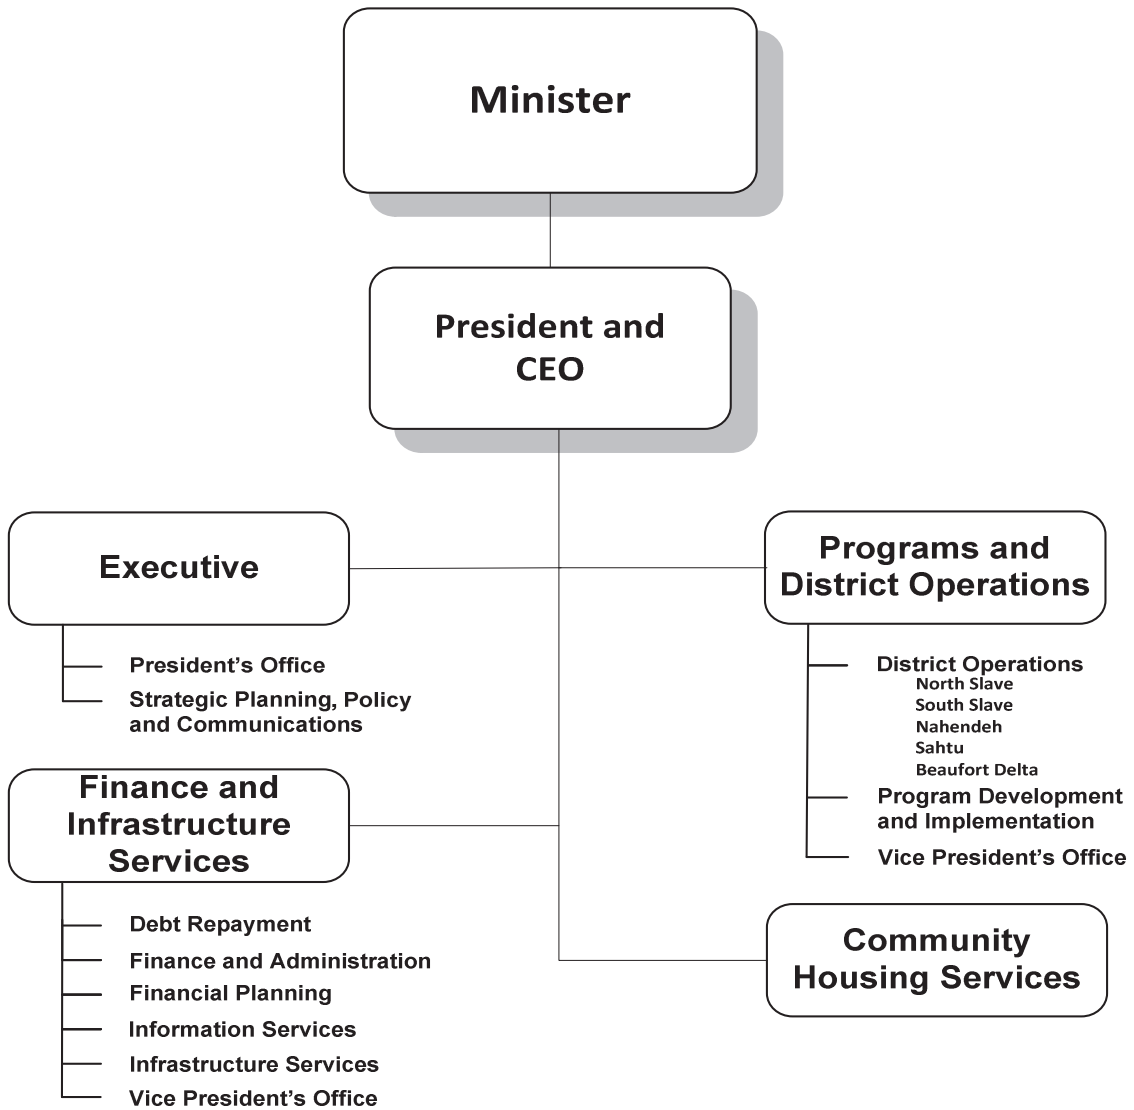 Minister
President and
CEO
Executive
President’s Office
Strategic Planning, Policy
and Communications
Programs and
District Operations
District Operations
North Slave
South Slave
Nahendeh
Sahtu
Beaufort Delta
Program Development
and Implementation
Vice President’s Office
Finance and
Infrastructure
Services
Debt Repayment
Finance and Administration
Financial Planning
Information Services
Infrastructure Services
Vice President’s Office
Community
Housing Services